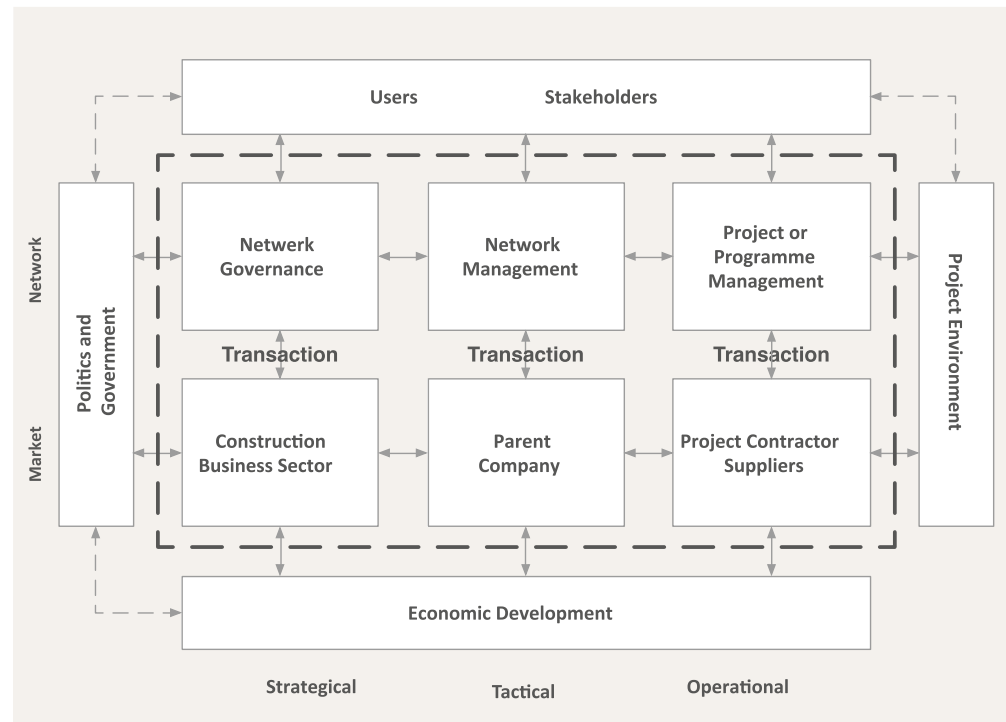 Users
Stakeholders
Network
Netwerk
Governance
Network
Management
Project or
Programme
Management
Politics and
Government
Project Environment
Transaction
Transaction
Transaction
Market
Construction
Business Sector
Parent
Company
Project Contractor
Suppliers
Economic Development
Strategical
Tactical
Operational